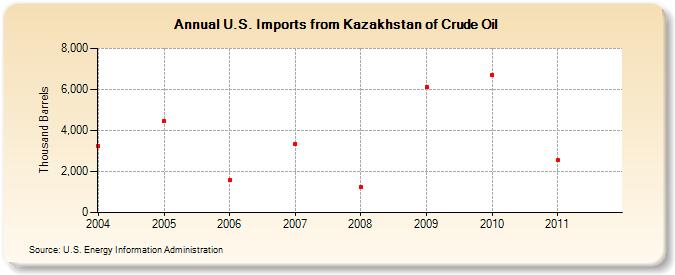 Annual U.S. Imports from Kazakhstan of Crude Oil
Thousand Barrels
8,000
6,000
4,000
2,000
0
2004 2005 2006 2007 2008 2009 2010 2011
Source: U.S. Energy Information Administration